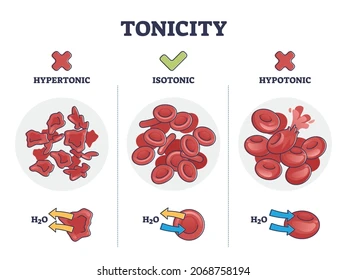 TONICITY
HYPERTONIC
ISOTONIC
HYPOTONIC
H₂O
H₂O
H₂O
shutterstock.com · 2068758194